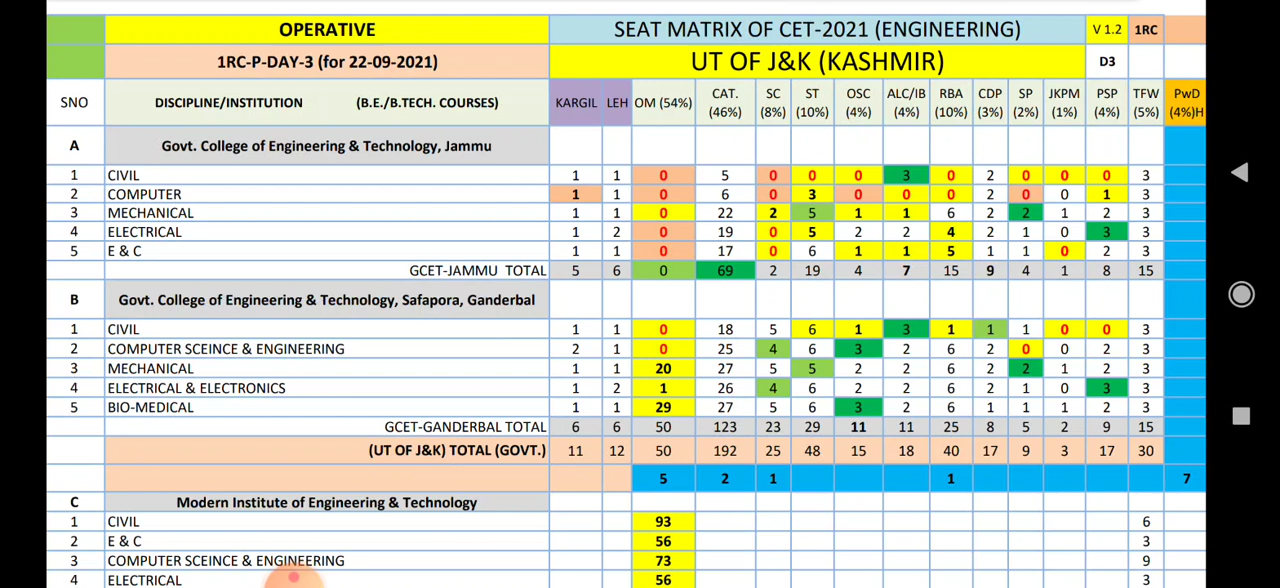 OPERATIVE SEAT MATRIX OF CET-2021 (ENGINEERING) V 1.2 1RC
1RC-P-DAY-3 (for 22-09-2021) UT OF J&K (KASHMIR) D3
SNO DISCIPLINE/INSTITUTION (B.E./B.TECH. COURSES) KARGIL LEH OM (54%) CAT. (46%) SC (8%) ST (10%) OSC (4%) ALC/IB (4%) RBA (10%) CDP (3%) SP (2%) JKPM (1%) PSP (4%) TFW (5%) PwD (4%)H
A Govt. College of Engineering & Technology, Jammu
1 CIVIL 1 1 0 5 0 0 0 3 0 2 0 0 0 3
2 COMPUTER 1 1 0 6 0 3 0 0 0 2 0 0 1 3
3 MECHANICAL 1 1 0 22 2 5 1 1 6 2 2 1 2 3
4 ELECTRICAL 1 2 0 19 0 5 2 2 4 2 1 0 3 3
5 E & C 1 1 0 17 0 6 1 1 5 1 1 0 2 3
GCET-JAMMU TOTAL 5 6 0 69 2 19 4 7 15 9 4 1 8 15
B Govt. College of Engineering & Technology, Safapora, Ganderbal
1 CIVIL 1 1 0 18 5 6 1 3 1 1 1 0 0 3
2 COMPUTER SCEINCE & ENGINEERING 2 1 0 25 4 6 3 2 6 2 0 0 2 3
3 MECHANICAL 1 1 20 27 5 5 2 2 6 2 2 1 2 3
4 ELECTRICAL & ELECTRONICS 1 2 1 26 4 6 2 2 6 2 1 0 3 3
5 BIO-MEDICAL 1 1 29 27 5 6 3 2 6 1 1 1 2 3
GCET-GANDERBAL TOTAL 6 6 50 123 23 29 11 11 25 8 5 2 9 15
(UT OF J&K) TOTAL (GOVT.) 11 12 50 192 25 48 15 18 40 17 9 3 17 30
5 2 1 1 7
C Modern Institute of Engineering & Technology
1 CIVIL 93 6
2 E & C 56 3
3 COMPUTER SCEINCE & ENGINEERING 73 9
4 ELECTRICAL 56 3